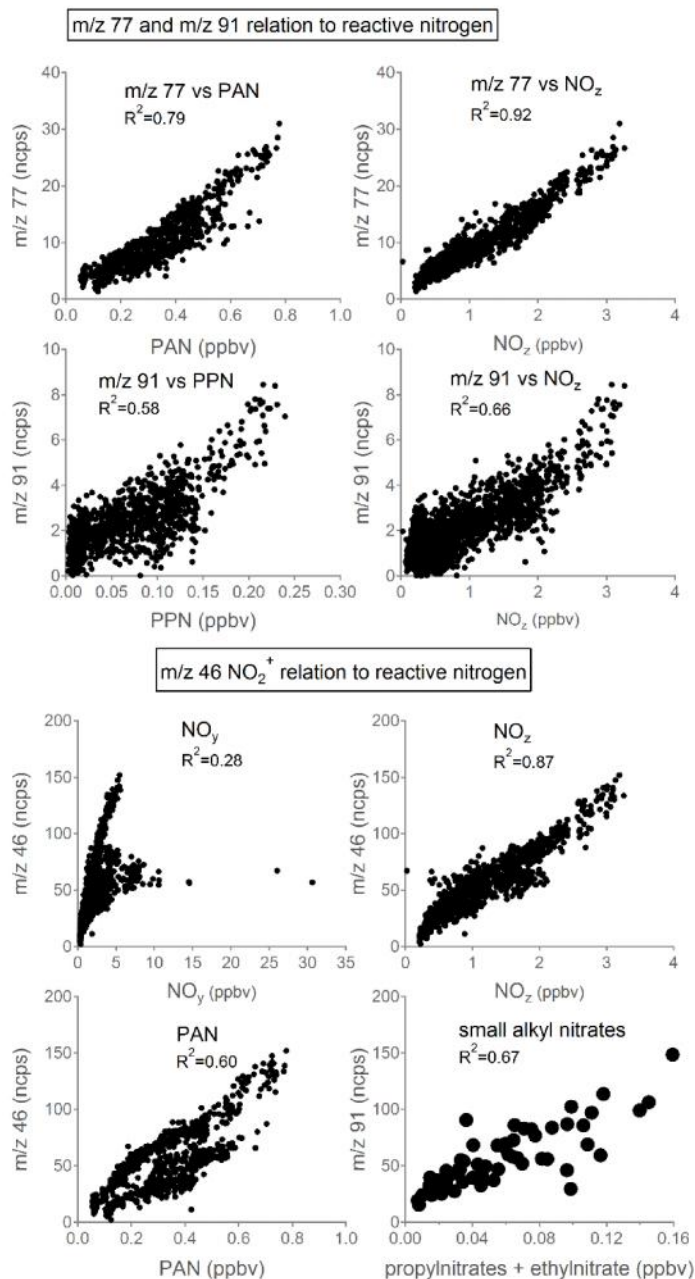 m/z 77 and m/z 91 relation to reactive nitrogen
m/z 77 vs PAN
R²=0.79
m/z 77 (ncps)
40
30
20
10
0
0.0 0.2 0.4 0.6 0.8 1.0
PAN (ppbv)
m/z 77 vs NOz
R²=0.92
m/z 77 (ncps)
40
30
20
10
0
0 1 2 3 4
NOz (ppbv)
m/z 91 vs PPN
R²=0.58
m/z 91 (ncps)
10
8
6
4
2
0
0.00 0.05 0.10 0.15 0.20 0.25 0.30
PPN (ppbv)
m/z 91 vs NOz
R²=0.66
m/z 91 (ncps)
10
8
6
4
2
0
0 1 2 3 4
NOz (ppbv)
m/z 46 NO₂⁺ relation to reactive nitrogen
NOy
R²=0.28
m/z 46 (ncps)
200
150
100
50
0
0 5 10 15 20 25 30 35
NOy (ppbv)
NOz
R²=0.87
m/z 46 (ncps)
200
150
100
50
0
0 1 2 3 4
NOz (ppbv)
PAN
R²=0.60
m/z 46 (ncps)
200
150
100
50
0
0.0 0.2 0.4 0.6 0.8 1.0
PAN (ppbv)
small alkyl nitrates
R²=0.67
m/z 91 (ncps)
200
150
100
50
0
0.00 0.04 0.08 0.12 0.16
propylnitrates + ethylnitrate (ppbv)